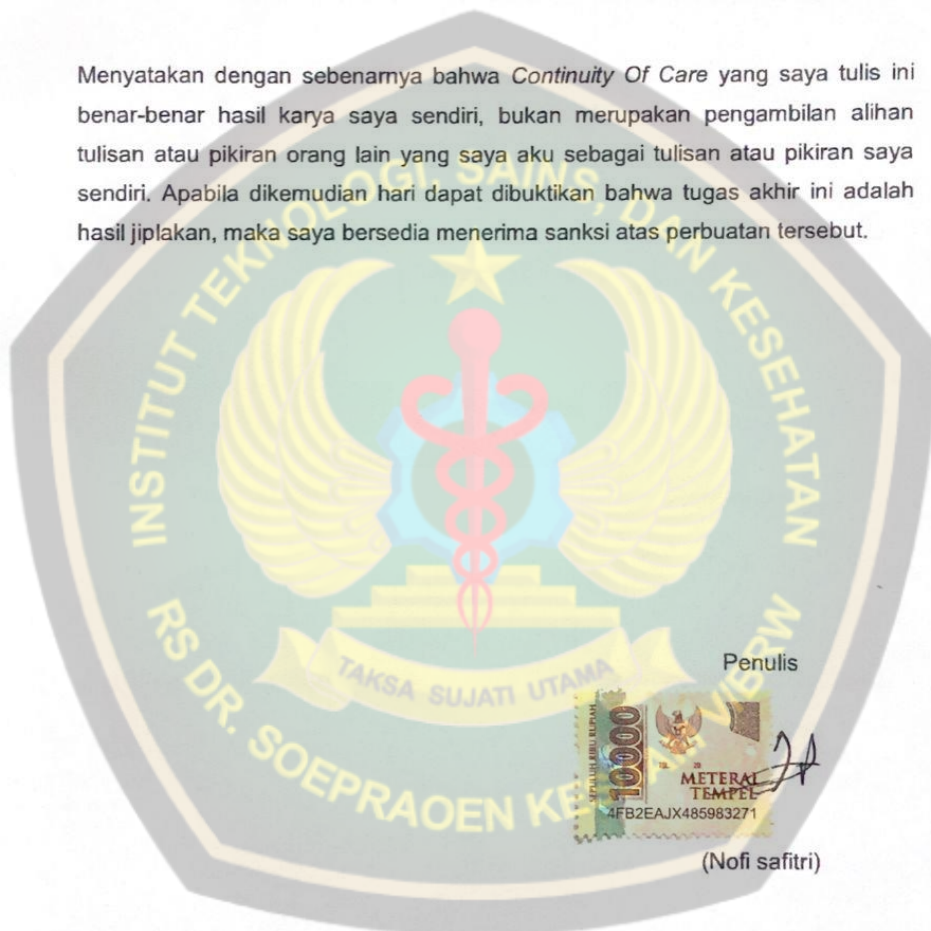 Menyatakan dengan sebenarnya bahwa Continuity Of Care yang saya tulis ini
benar-benar hasil karya saya sendiri, bukan merupakan pengambilan alihan
tulisan atau pikiran orang lain yang saya aku sebagai tulisan atau pikiran saya
sendiri. Apabila dikemudian hari dapat dibuktikan bahwa tugas akhir ini adalah
hasil jiplakan, maka saya bersedia menerima sanksi atas perbuatan tersebut.
INSTITUT TEKNOLOGI, SAINS, DAN KESEHATAN
TAKSA SUJATI UTAMA
RS DR. SOEPRAOEN
Penulis
SEPULUH RIBU RUPIAH
10000
METERAI
TEMPEL
4FB2EAJX485983271
(Nofi safitri)